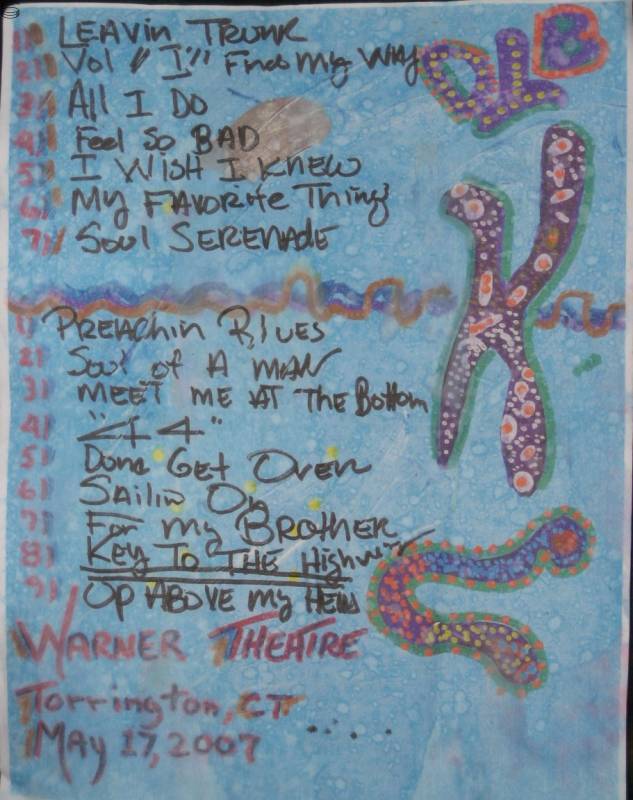 1) LEAVin TRUNK
2) Vol "I" Find My WAY
3) All I Do
4) Feel So BAD
5) I WISH I KNEW
6) My FAVORITE Things
7) Soul SERENADE
1) PREACHin BLUES
2) Soul of A MAN
3) MEET ME AT The Bottom
4) "44"
5) Done Get OVER
6) SAiLin On
7) FOR My BROTHER
8) Key To THE Highway
9) UP ABOVE My HEAD
DLB
WARNER THEATRE
Torrington, CT
MAY 17, 2007